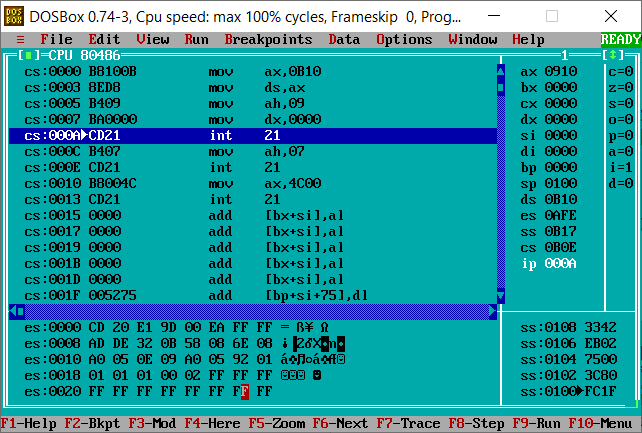 DOSBox 0.74-3, Cpu speed: max 100% cycles, Frameskip 0, Prog...
≡ File Edit View Run Breakpoints Data Options Window Help READY
[■]=CPU 80486 1 [↕]
cs:0000 B8100B mov ax,0B10 ax 0910 c=0
cs:0003 8ED8 mov ds,ax bx 0000 z=0
cs:0005 B409 mov ah,09 cx 0000 s=0
cs:0007 BA0000 mov dx,0000 dx 0000 o=0
cs:000A►CD21 int 21 si 0000 p=0
cs:000C B407 mov ah,07 di 0000 a=0
cs:000E CD21 int 21 bp 0000 i=1
cs:0010 B8004C mov ax,4C00 sp 0100 d=0
cs:0013 CD21 int 21 ds 0B10
cs:0015 0000 add [bx+si],al es 0AFE
cs:0017 0000 add [bx+si],al ss 0B17
cs:0019 0000 add [bx+si],al cs 0B0E
cs:001B 0000 add [bx+si],al ip 000A
cs:001D 0000 add [bx+si],al
cs:001F 005275 add [bp+si+75],dl
es:0000 CD 20 E1 9D 00 EA FF FF = ß¥ Ω ss:0108 3342
es:0008 AD DE 32 0B 58 08 6E 08 ss:0106 EB02
es:0010 A0 05 0E 09 A0 05 92 01 ss:0104 7500
es:0018 01 01 01 00 02 FF FF FF ss:0102 3C80
es:0020 FF FF FF FF FF FF FF FF ss:0100►FC1F
F1-Help F2-Bkpt F3-Mod F4-Here F5-Zoom F6-Next F7-Trace F8-Step F9-Run F10-Menu